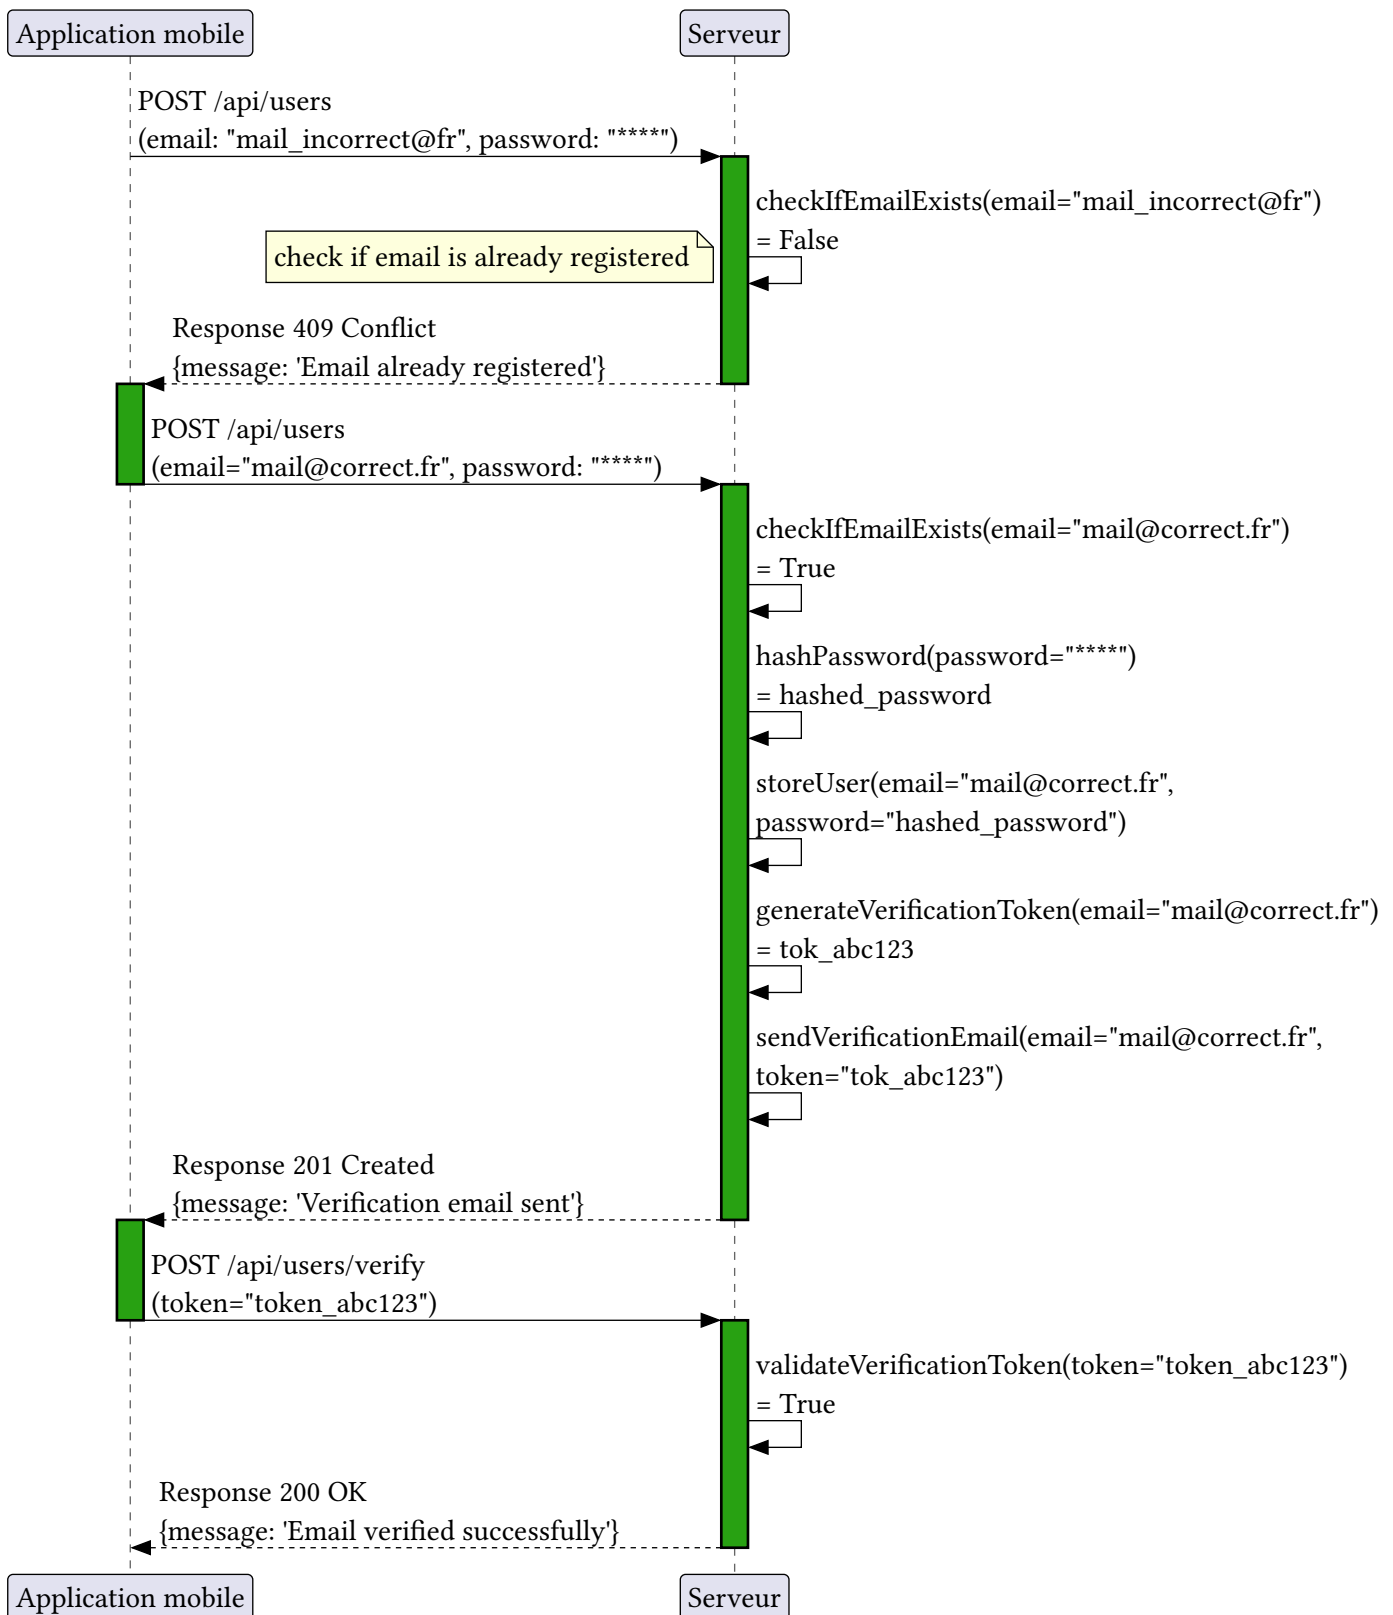 Application mobile
Serveur
POST /api/users
(email: "mail_incorrect@fr", password: "****")
checkIfEmailExists(email="mail_incorrect@fr")
= False
check if email is already registered
Response 409 Conflict
{message: 'Email already registered'}
POST /api/users
(email="mail@correct.fr", password: "****")
checkIfEmailExists(email="mail@correct.fr")
= True
hashPassword(password="****")
= hashed_password
storeUser(email="mail@correct.fr",
password="hashed_password")
generateVerificationToken(email="mail@correct.fr")
= tok_abc123
sendVerificationEmail(email="mail@correct.fr",
token="tok_abc123")
Response 201 Created
{message: 'Verification email sent'}
POST /api/users/verify
(token="token_abc123")
validateVerificationToken(token="token_abc123")
= True
Response 200 OK
{message: 'Email verified successfully'}
Application mobile
Serveur